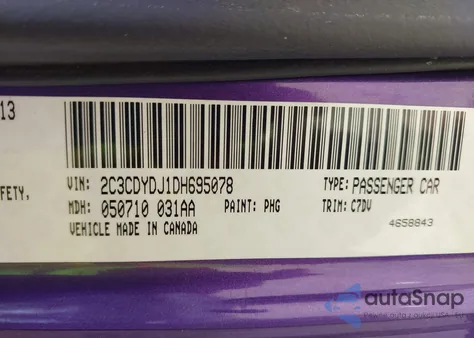 13
VIN: 2C3CDYDJ1DH695078 TYPE: PASSENGER CAR
FETY,
MDH: 050710 031AA PAINT: PHG TRIM: C7DV
VEHICLE MADE IN CANADA 4658843
autoSnap